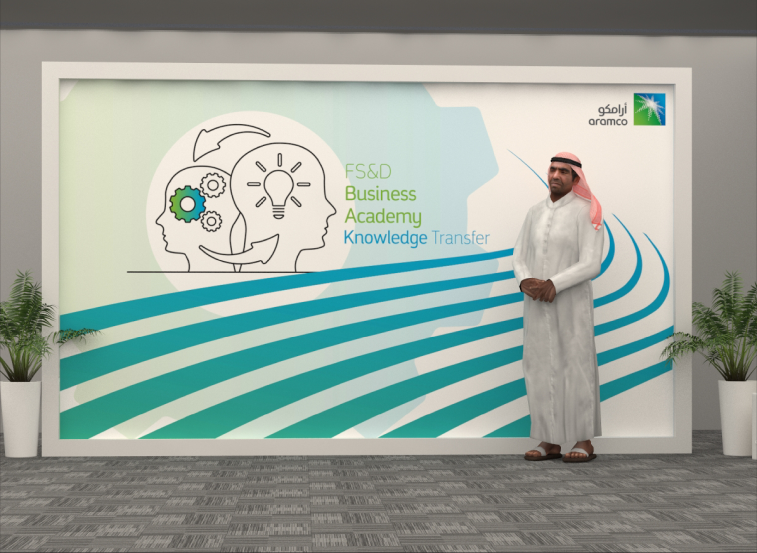 أرامكو
aramco
FS&D
Business
Academy
Knowledge Transfer